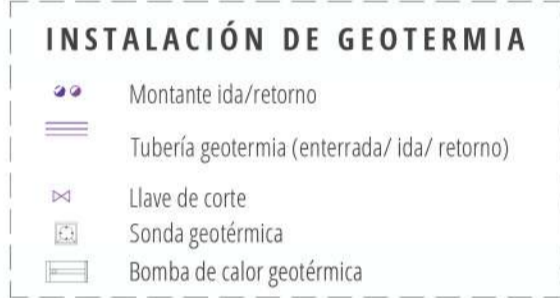 INSTALACIÓN DE GEOTERMIA
Montante ida/retorno
Tubería geotermia (enterrada/ ida/ retorno)
Llave de corte
Sonda geotérmica
Bomba de calor geotérmica